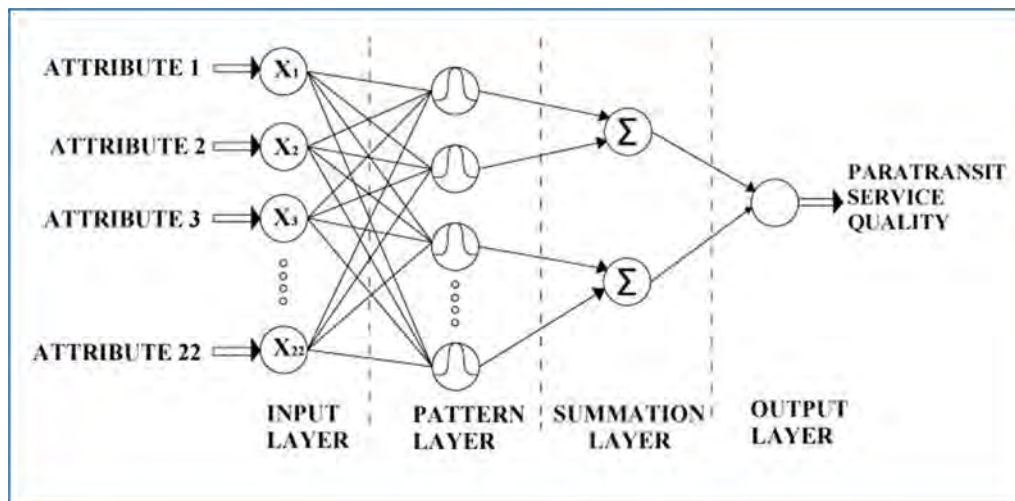 ATTRIBUTE 1
X1
ATTRIBUTE 2
X2
ATTRIBUTE 3
X3
ATTRIBUTE 22
X22
Σ
Σ
PARATRANSIT
SERVICE
QUALITY
INPUT
LAYER
PATTERN
LAYER
SUMMATION
LAYER
OUTPUT
LAYER